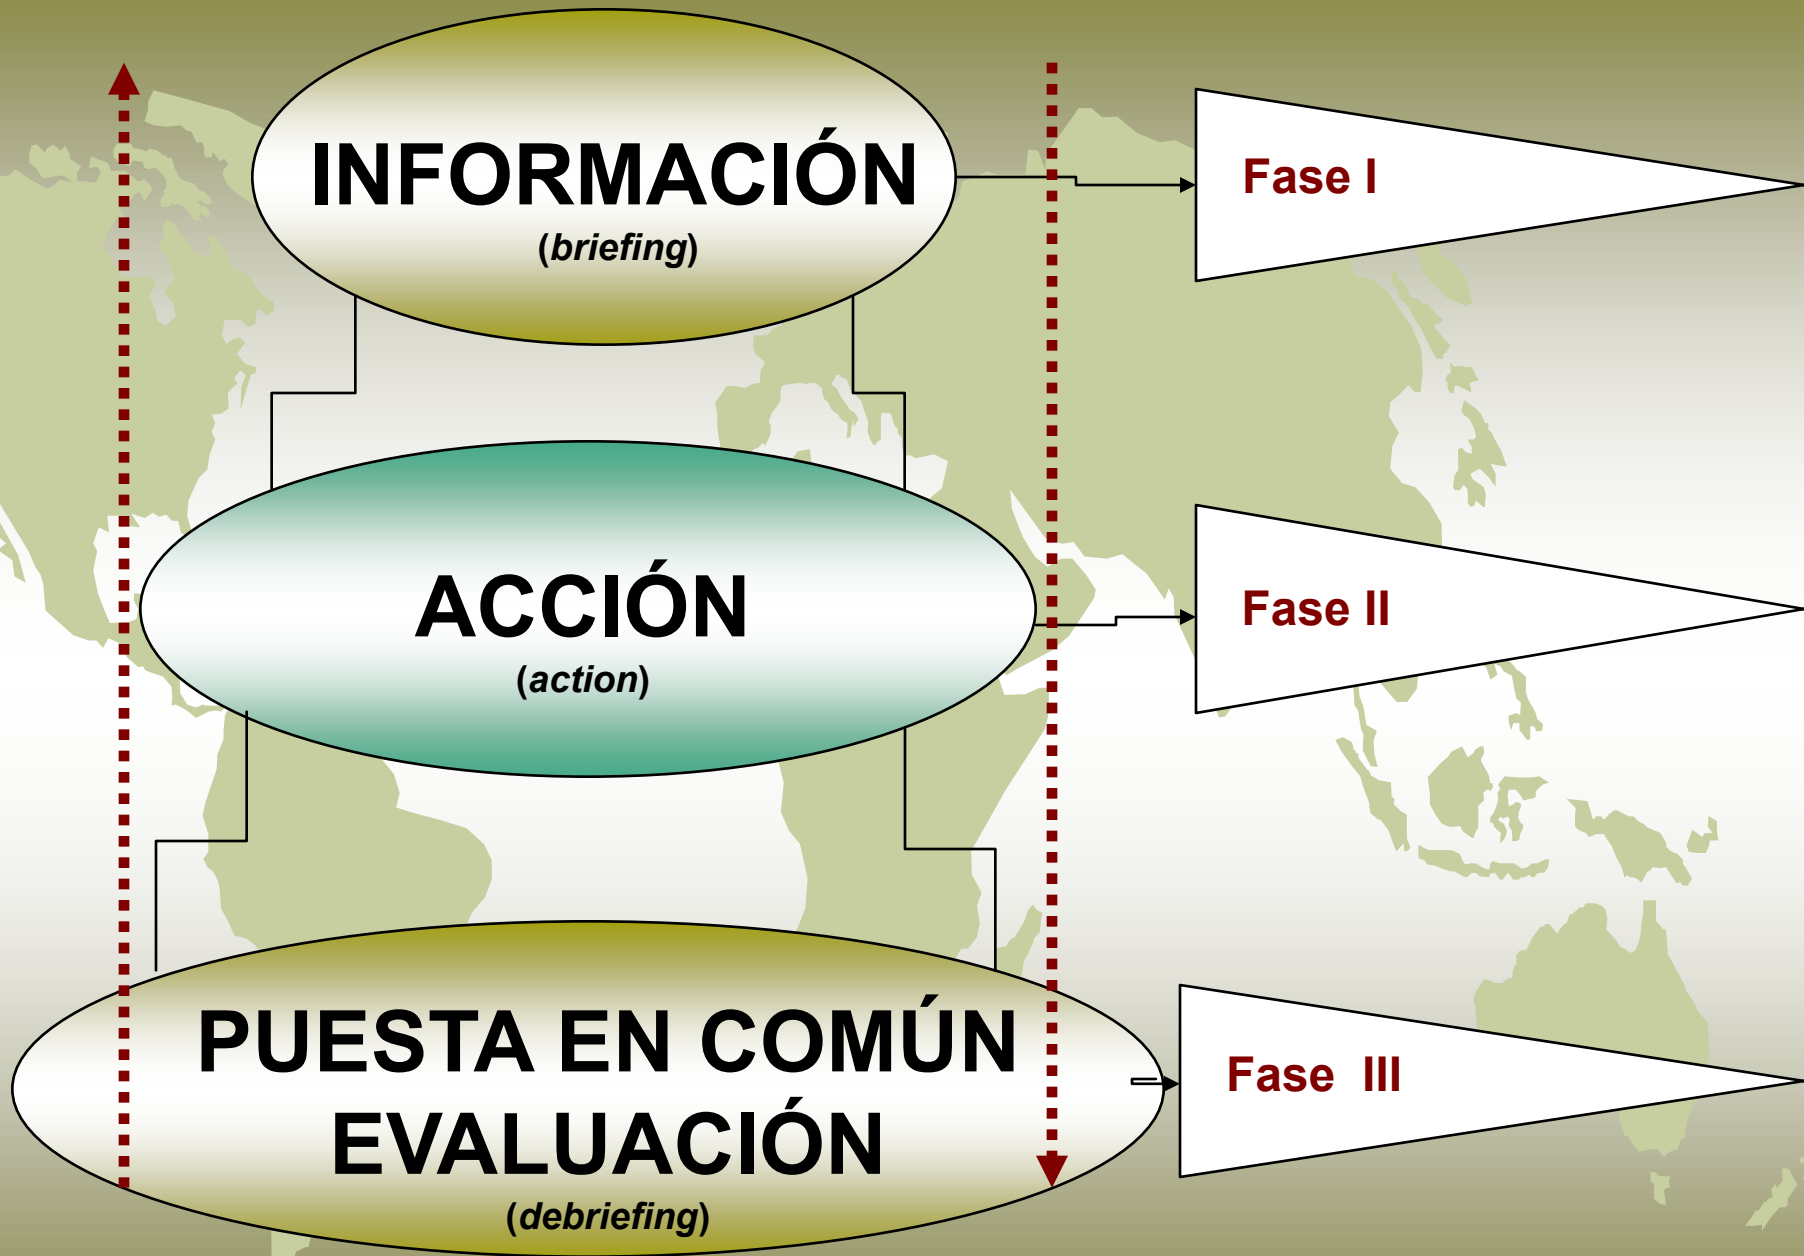 INFORMACIÓN
(briefing)
Fase I
ACCIÓN
(action)
Fase II
PUESTA EN COMÚN
EVALUACIÓN
(debriefing)
Fase III